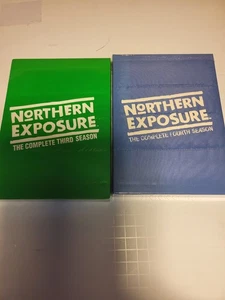 NORTHERN
EXPOSURE
THE COMPLETE THIRD SEASON
NORTHERN
EXPOSURE
THE COMPLETE FOURTH SEASON